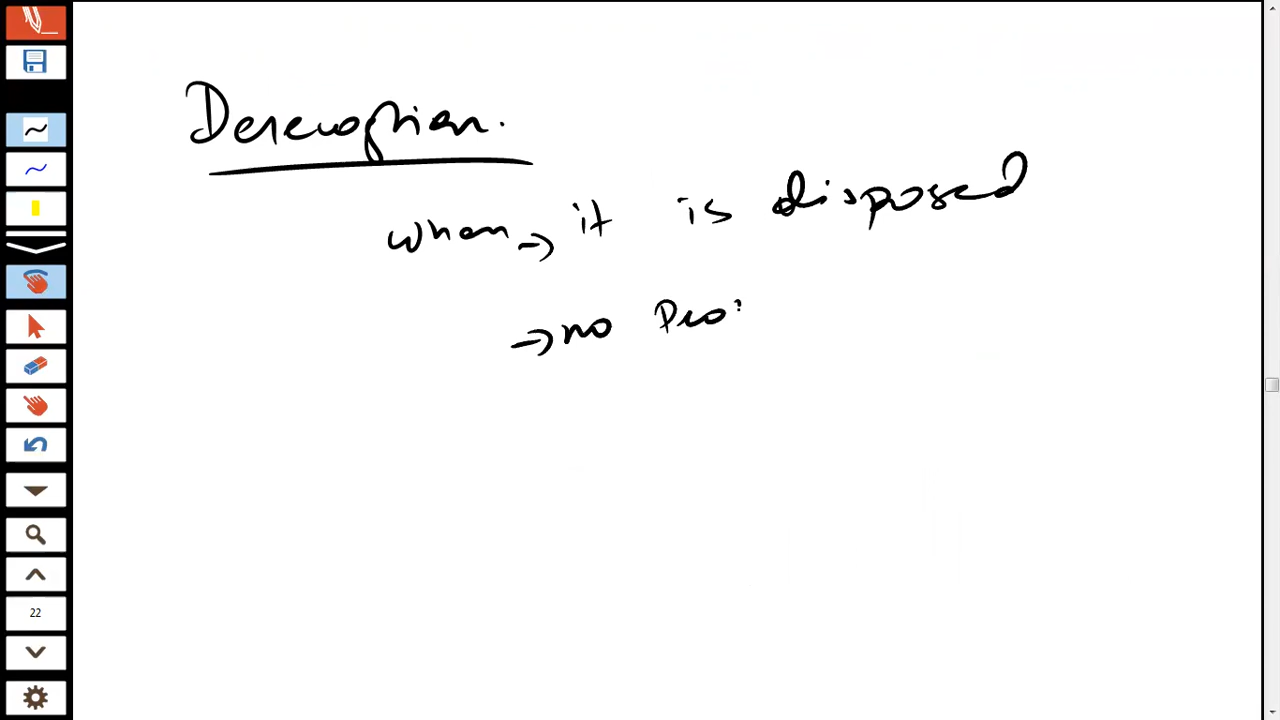 Derecognition.
when → it is disposed
→ no Pro
22